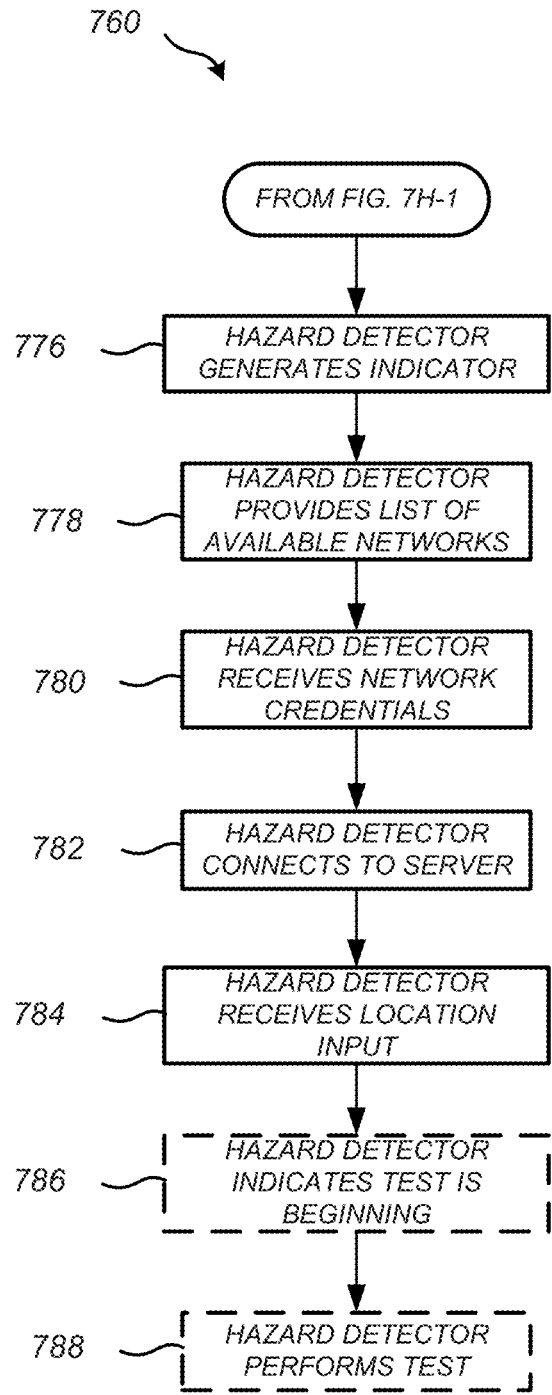 760
FROM FIG. 7H-1
776
HAZARD DETECTOR
GENERATES INDICATOR
778
HAZARD DETECTOR
PROVIDES LIST OF
AVAILABLE NETWORKS
780
HAZARD DETECTOR
RECEIVES NETWORK
CREDENTIALS
782
HAZARD DETECTOR
CONNECTS TO SERVER
784
HAZARD DETECTOR
RECEIVES LOCATION
INPUT
786
HAZARD DETECTOR
INDICATES TEST IS
BEGINNING
788
HAZARD DETECTOR
PERFORMS TEST